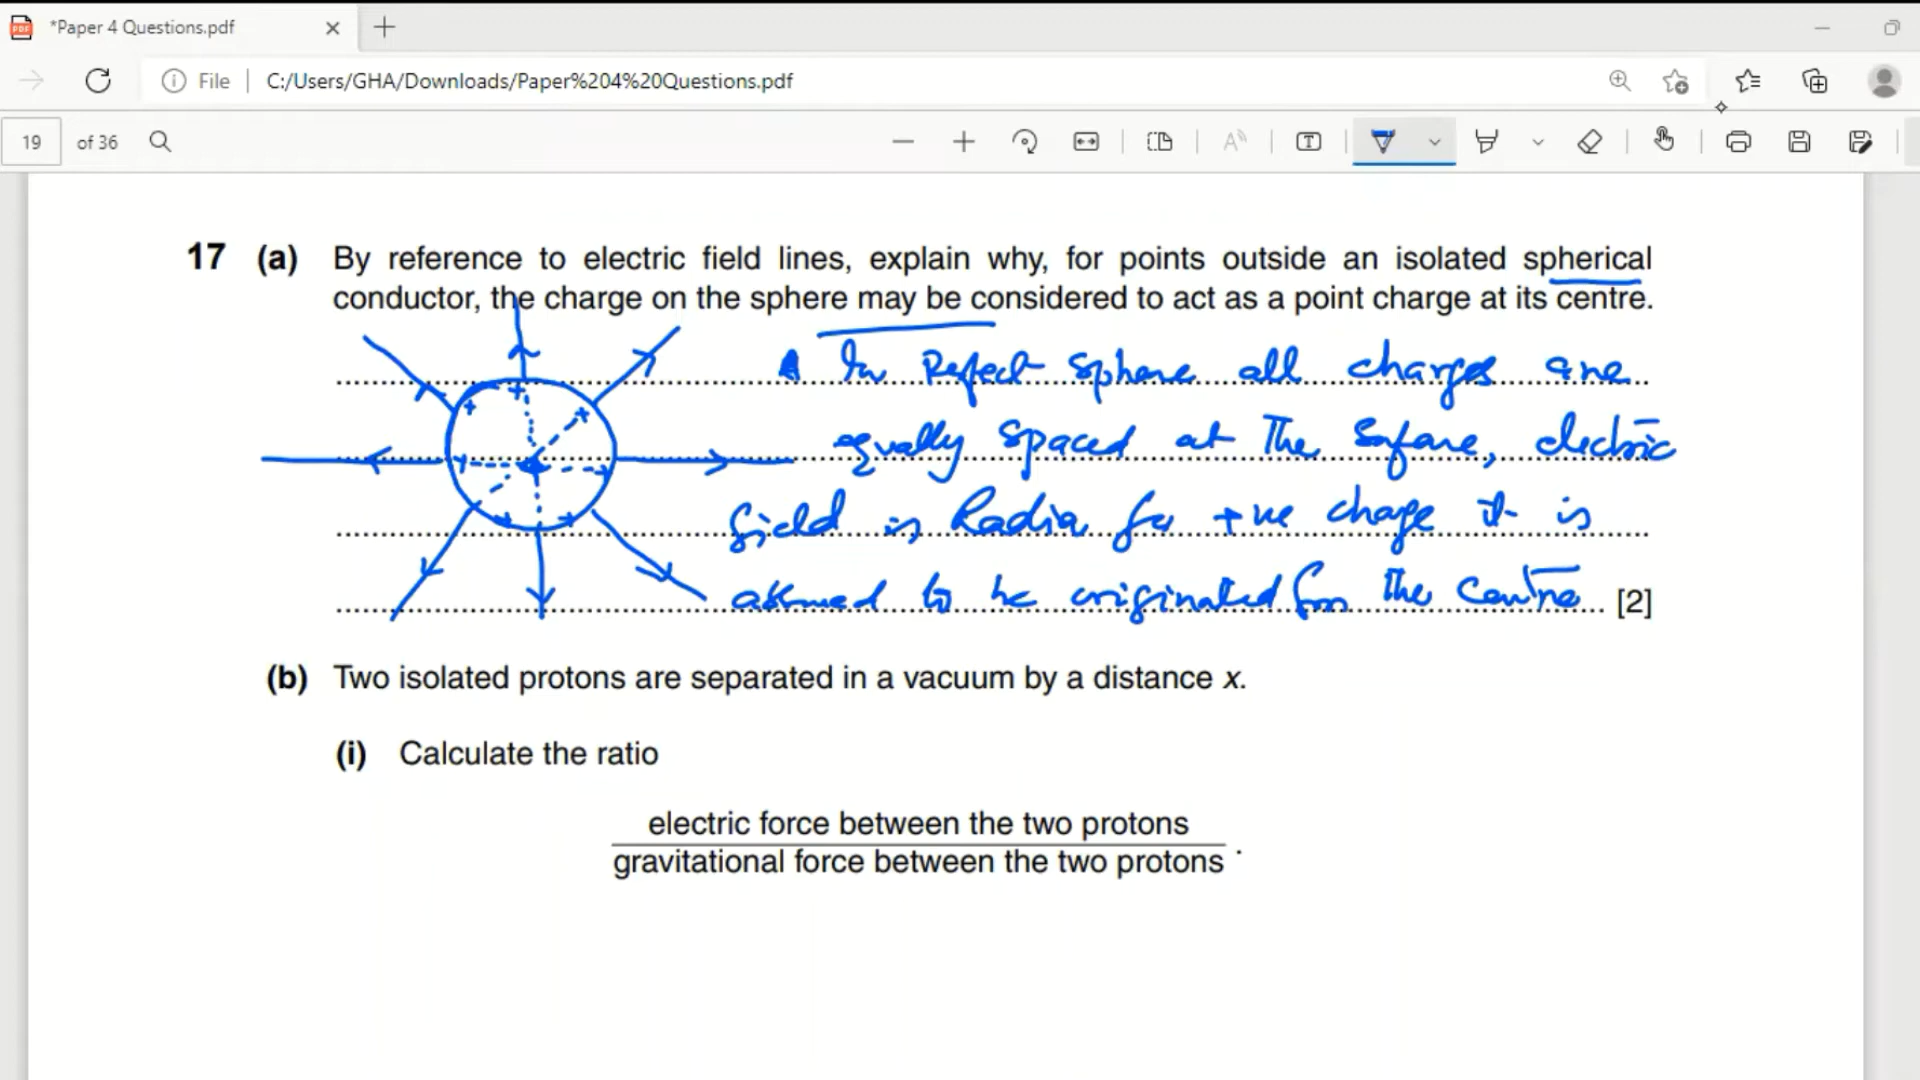 *Paper 4 Questions.pdf
File
C:/Users/GHA/Downloads/Paper%204%20Questions.pdf
19 of 36
17 (a) By reference to electric field lines, explain why, for points outside an isolated spherical
conductor, the charge on the sphere may be considered to act as a point charge at its centre.
In Perfect sphere all charges are
equally spaced at The Surface, electric
field is Radial for +ve charge it is
assumed to be originated from The Centre [2]
(b) Two isolated protons are separated in a vacuum by a distance x.
(i) Calculate the ratio
electric force between the two protons
gravitational force between the two protons .